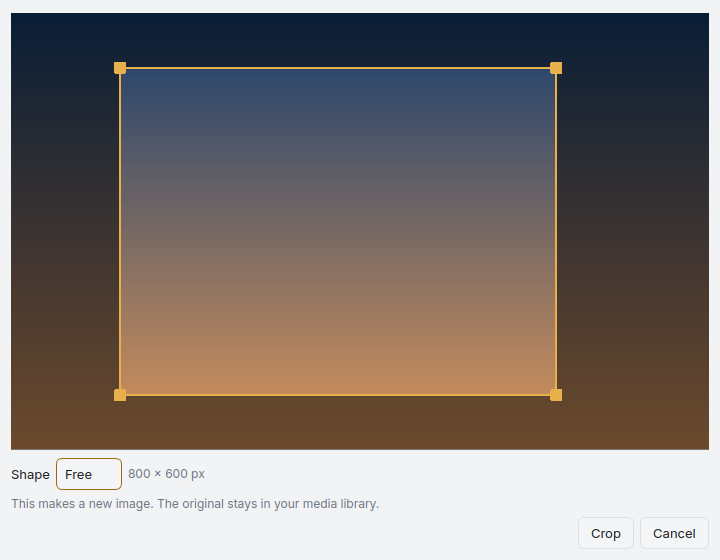 Shape Free 800 × 600 px
This makes a new image. The original stays in your media library.
Crop Cancel